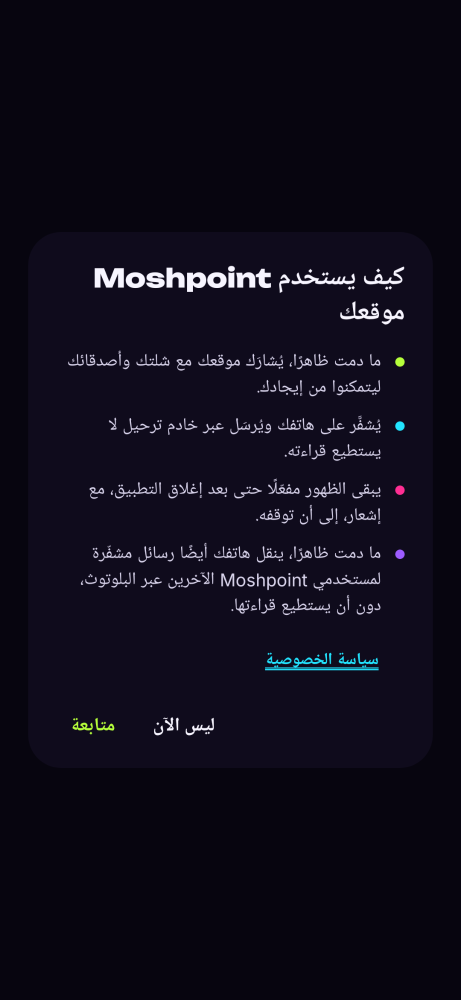 كيف يستخدم Moshpoint
موقعك
ما دمت ظاهرًا، يُشارَك موقعك مع شلتك وأصدقائك
ليتمكنوا من إيجادك.
يُشفَّر على هاتفك ويُرسَل عبر خادم ترحيل لا
يستطيع قراءته.
يبقى الظهور مفعّلًا حتى بعد إغلاق التطبيق، مع
إشعار، إلى أن توقفه.
ما دمت ظاهرًا، ينقل هاتفك أيضًا رسائل مشفّرة
لمستخدمي Moshpoint الآخرين عبر البلوتوث،
دون أن يستطيع قراءتها.
سياسة الخصوصية
ليس الآن
متابعة